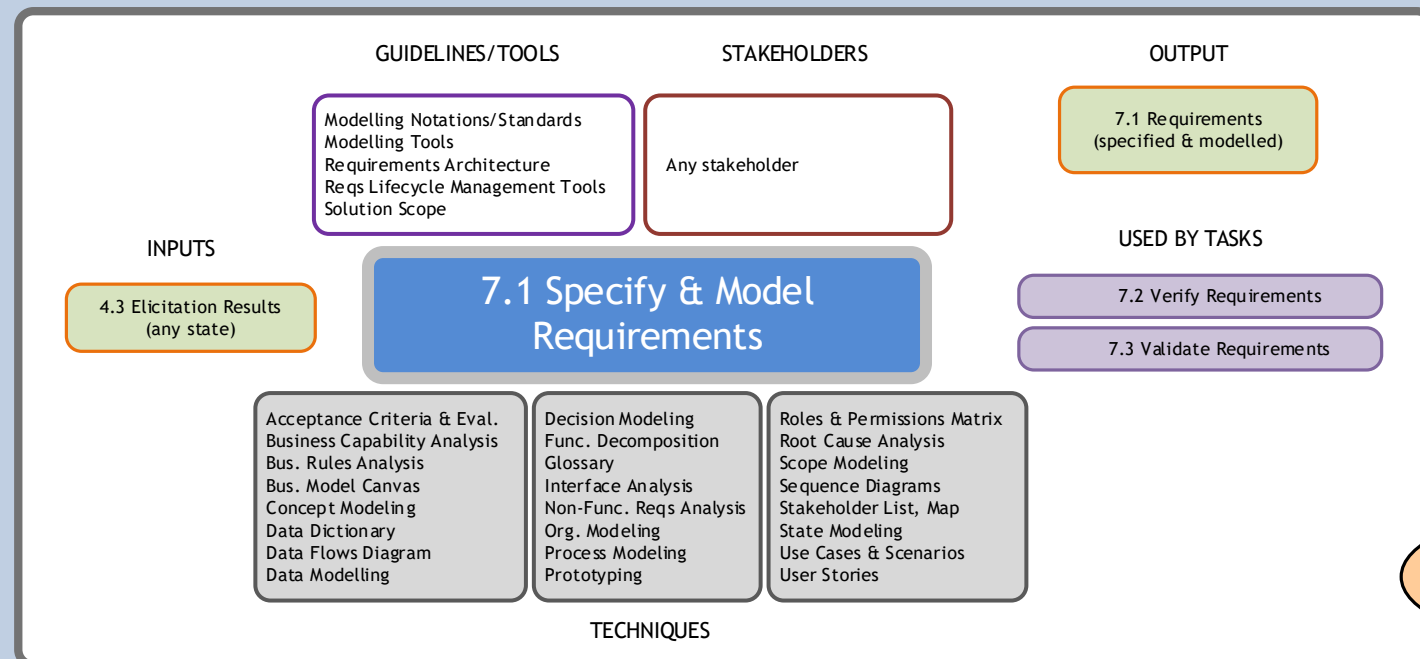 GUIDELINES/TOOLS
STAKEHOLDERS
OUTPUT
Modelling Notations/Standards
Modelling Tools
Requirements Architecture
Reqs Lifecycle Management Tools
Solution Scope
Any stakeholder
7.1 Requirements
(specified & modelled)
INPUTS
4.3 Elicitation Results
(any state)
7.1 Specify & Model
Requirements
USED BY TASKS
7.2 Verify Requirements
7.3 Validate Requirements
Acceptance Criteria & Eval.
Business Capability Analysis
Bus. Rules Analysis
Bus. Model Canvas
Concept Modeling
Data Dictionary
Data Flows Diagram
Data Modelling
Decision Modeling
Func. Decomposition
Glossary
Interface Analysis
Non-Func. Reqs Analysis
Org. Modeling
Process Modeling
Prototyping
Roles & Permissions Matrix
Root Cause Analysis
Scope Modeling
Sequence Diagrams
Stakeholder List, Map
State Modeling
Use Cases & Scenarios
User Stories
TECHNIQUES